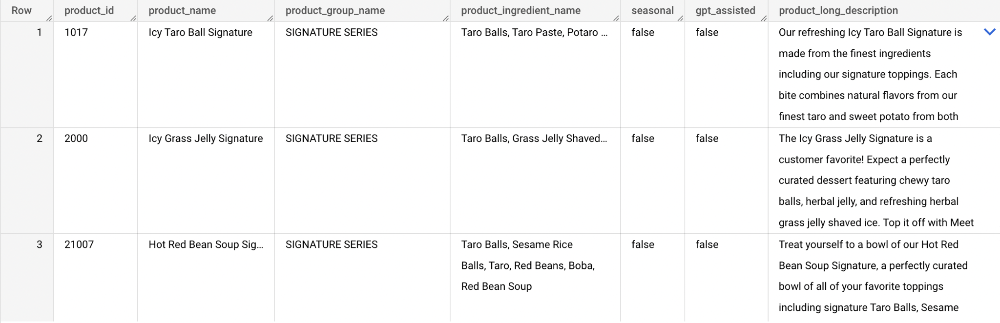 Row product_id product_name product_group_name product_ingredient_name seasonal gpt_assisted product_long_description
1 1017 Icy Taro Ball Signature SIGNATURE SERIES Taro Balls, Taro Paste, Potaro ... false false Our refreshing Icy Taro Ball Signature is
made from the finest ingredients
including our signature toppings. Each
bite combines natural flavors from our
finest taro and sweet potato from both
2 2000 Icy Grass Jelly Signature SIGNATURE SERIES Taro Balls, Grass Jelly Shaved... false false The Icy Grass Jelly Signature is a
customer favorite! Expect a perfectly
curated dessert featuring chewy taro
balls, herbal jelly, and refreshing herbal
grass jelly shaved ice. Top it off with Meet
3 21007 Hot Red Bean Soup Sig... SIGNATURE SERIES Taro Balls, Sesame Rice false false Treat yourself to a bowl of our Hot Red
Balls, Taro, Red Beans, Boba, Bean Soup Signature, a perfectly curated
Red Bean Soup bowl of all of your favorite toppings
including signature Taro Balls, Sesame